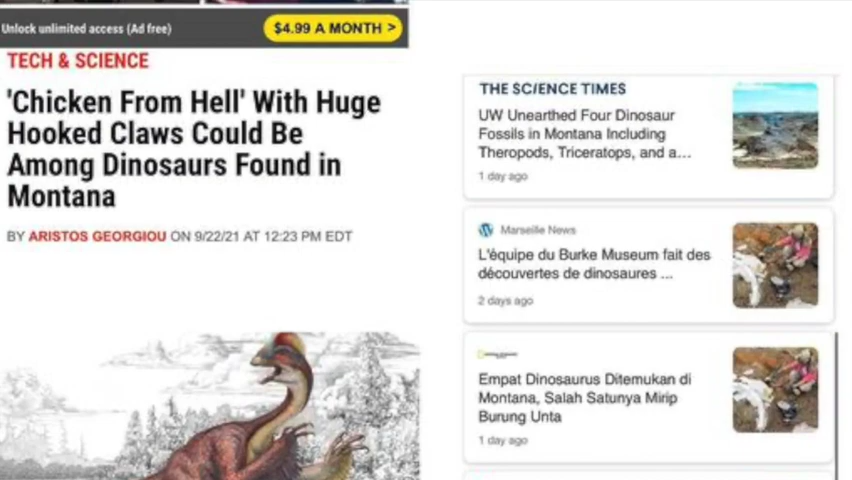 Unlock unlimited access (Ad free)
$4.99 A MONTH >
TECH & SCIENCE
'Chicken From Hell' With Huge
Hooked Claws Could Be
Among Dinosaurs Found in
Montana
BY ARISTOS GEORGIOU ON 9/22/21 AT 12:23 PM EDT
THE SCIENCE TIMES
UW Unearthed Four Dinosaur
Fossils in Montana Including
Theropods, Triceratops, and a...
1 day ago
Marseille News
L'équipe du Burke Museum fait des
découvertes de dinosaures ...
2 days ago
Empat Dinosaurus Ditemukan di
Montana, Salah Satunya Mirip
Burung Unta
1 day ago